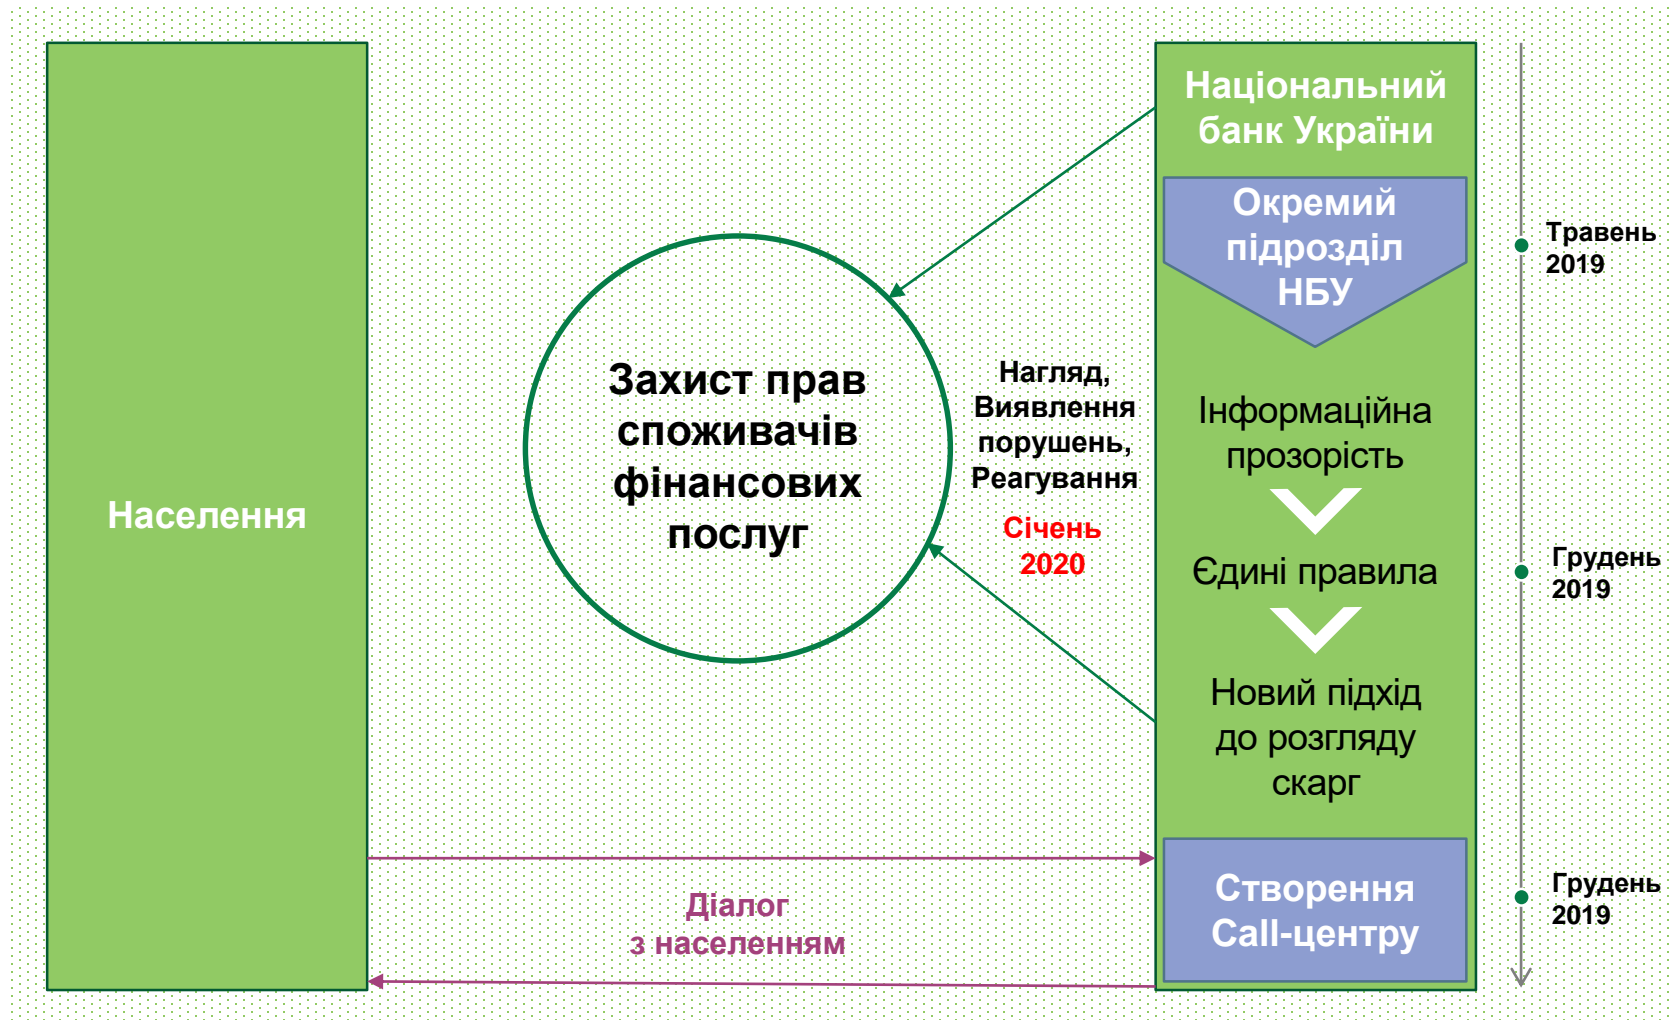 Населення
Захист прав
споживачів
фінансових
послуг
Нагляд,
Виявлення
порушень,
Реагування
Січень
2020
Діалог
з населенням
Національний
банк України
Окремий
підрозділ
НБУ
Інформаційна
прозорість
Єдині правила
Новий підхід
до розгляду
скарг
Створення
Call-центру
Травень
2019
Грудень
2019
Грудень
2019